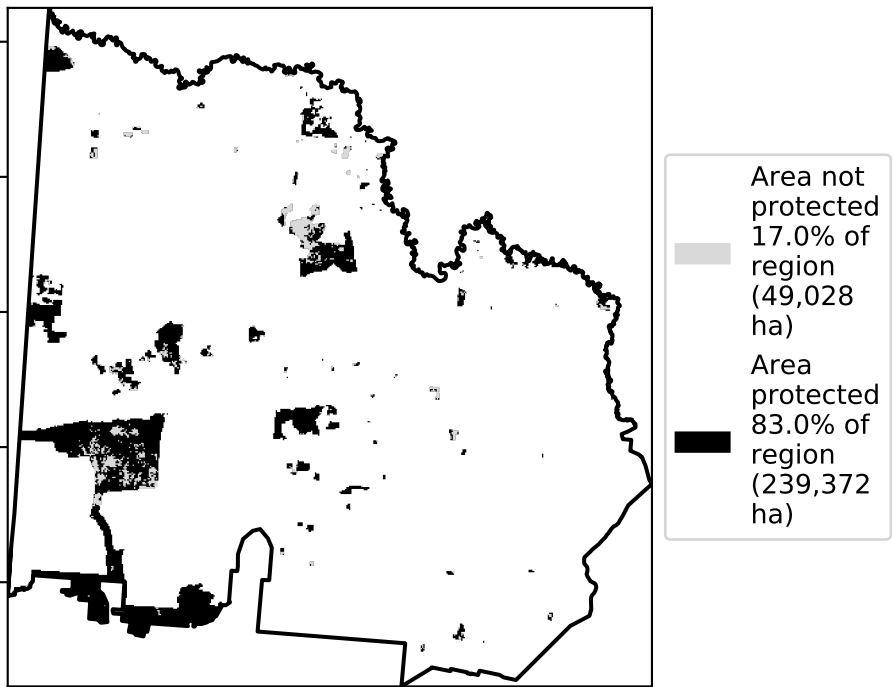 Area not
protected
17.0% of
region
(49,028
ha)
Area
protected
83.0% of
region
(239,372
ha)